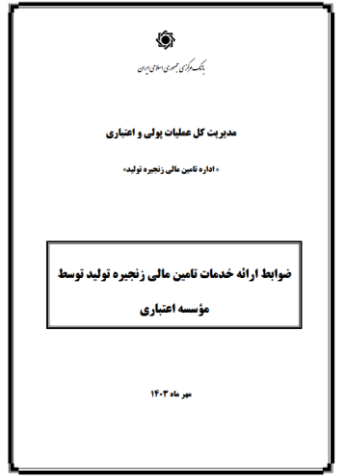 بانک مرکزی جمهوری اسلامی ایران
مدیریت کل عملیات پولی و اعتباری
«اداره تامین مالی زنجیره تولید»
ضوابط ارائه خدمات تامین مالی زنجیره تولید توسط
مؤسسه اعتباری
مهر ماه ۱۴۰۳